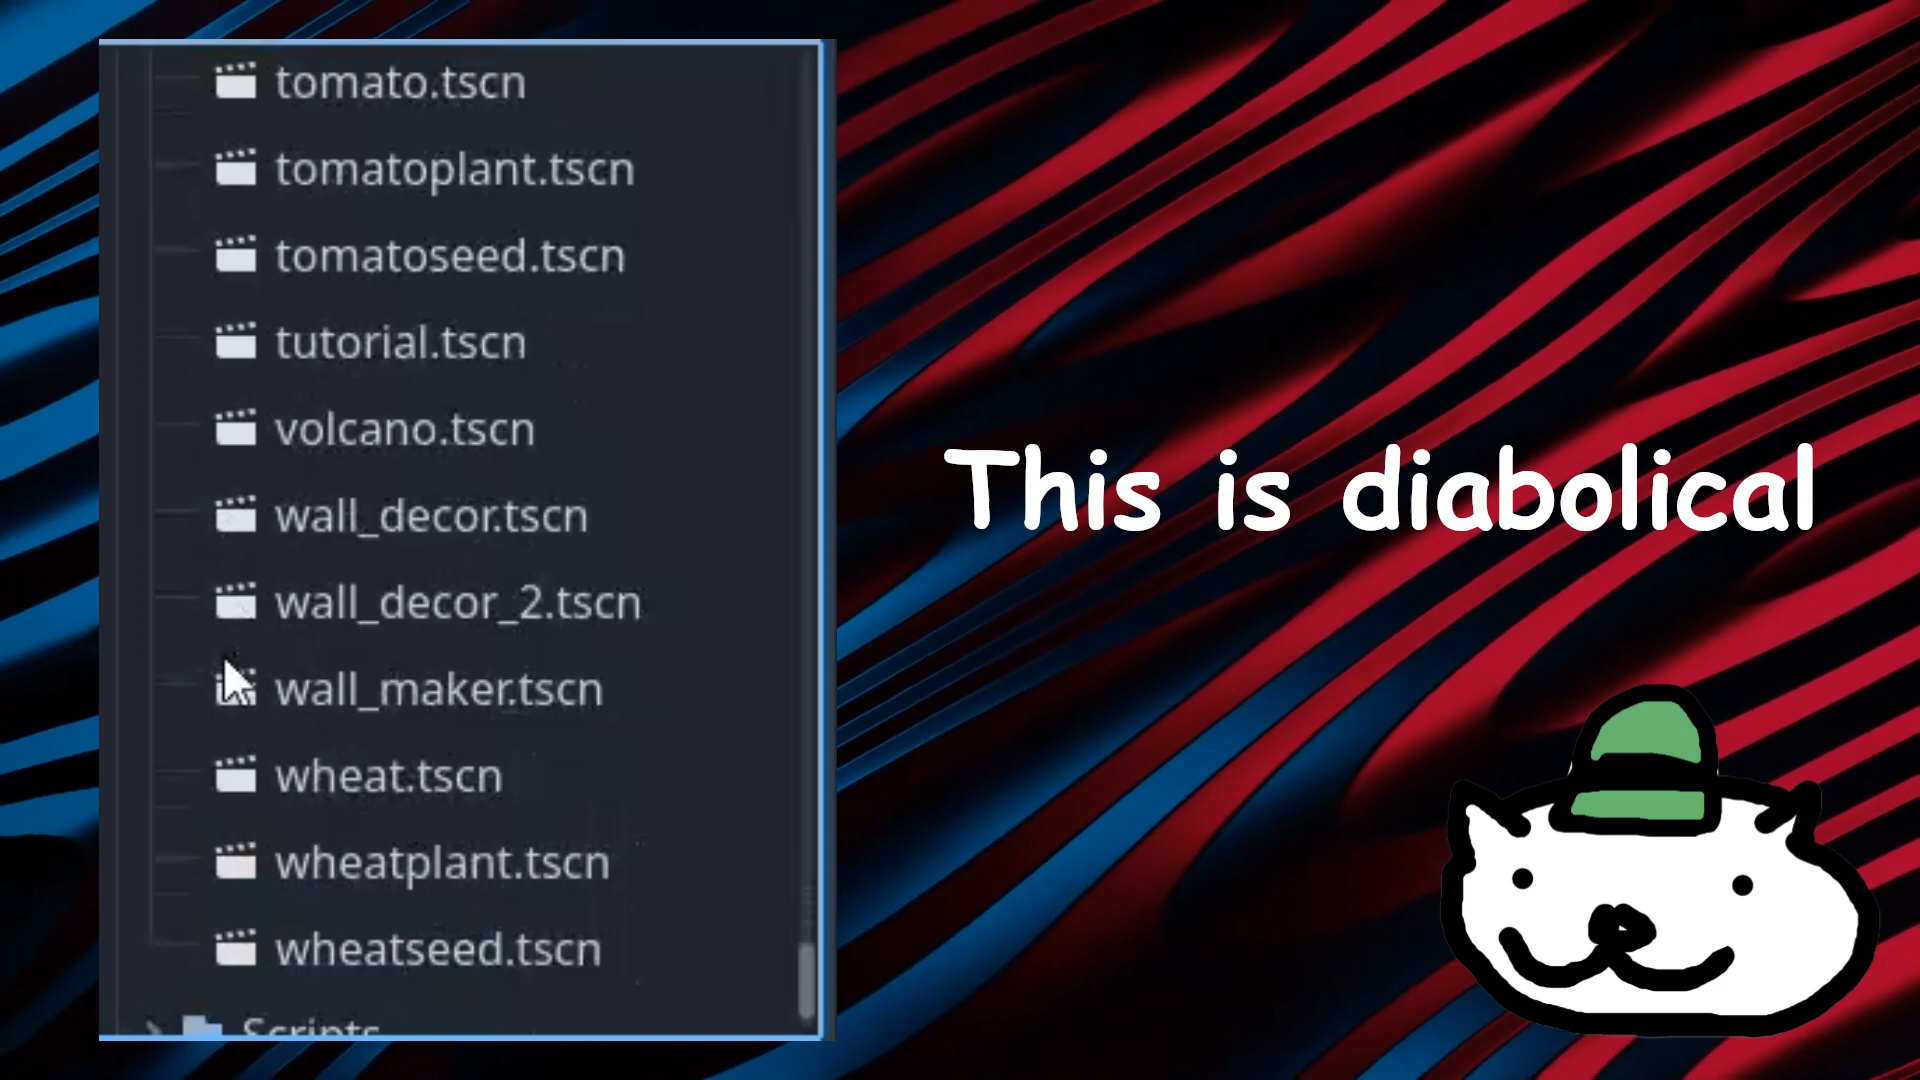 tomato.tscn
tomatoplant.tscn
tomatoseed.tscn
tutorial.tscn
volcano.tscn
wall_decor.tscn
wall_decor_2.tscn
wall_maker.tscn
wheat.tscn
wheatplant.tscn
wheatseed.tscn
Scripts
This is diabolical